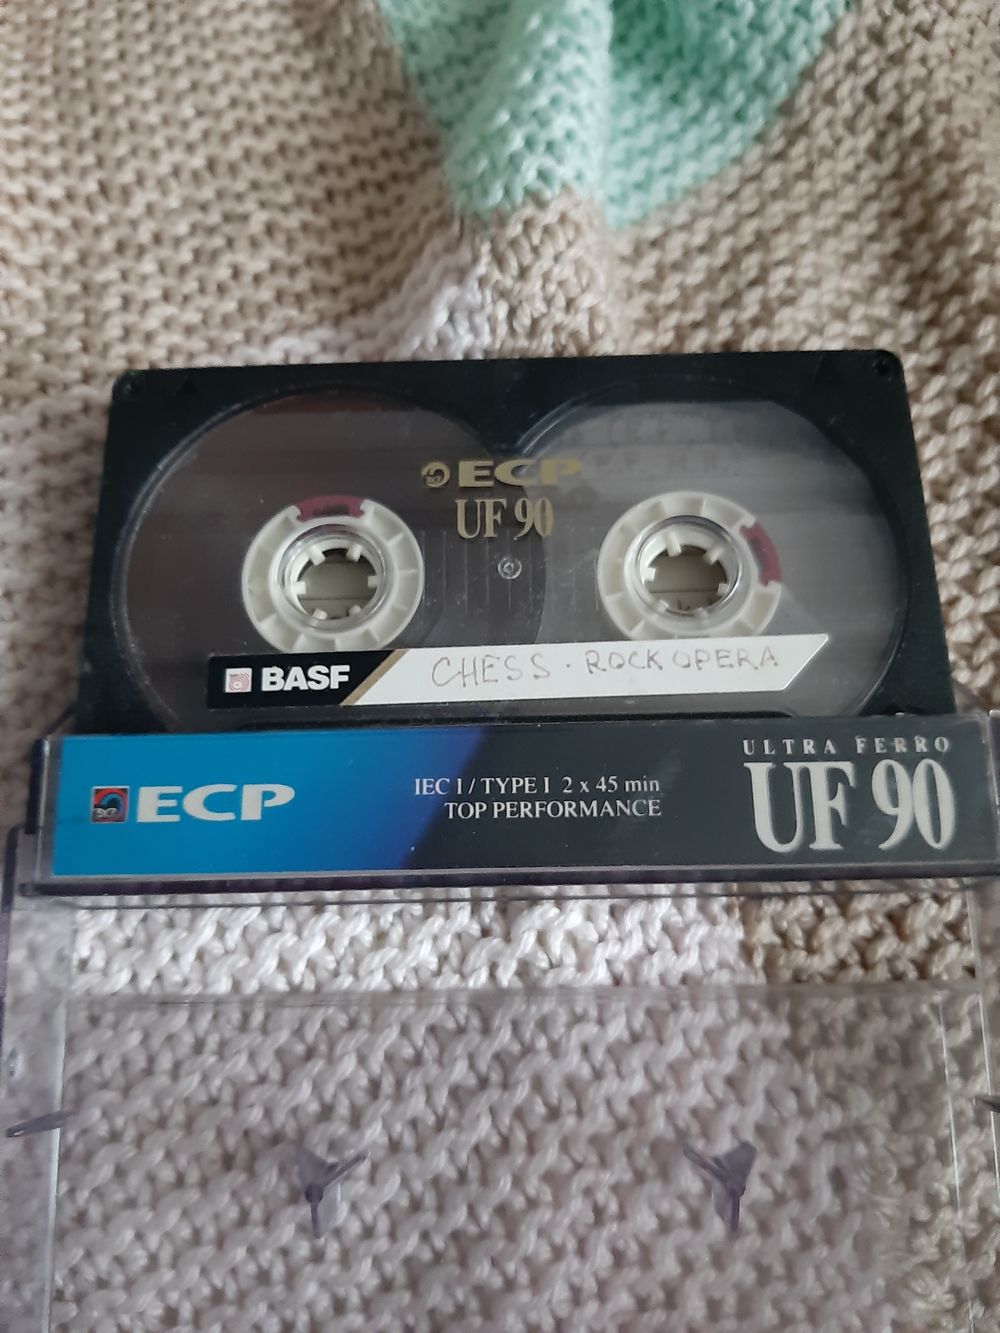 ECP
UF 90
BASF CHESS · ROCK OPERA
ECP
IEC I / TYPE I 2 x 45 min
TOP PERFORMANCE
ULTRA FERRO
UF 90